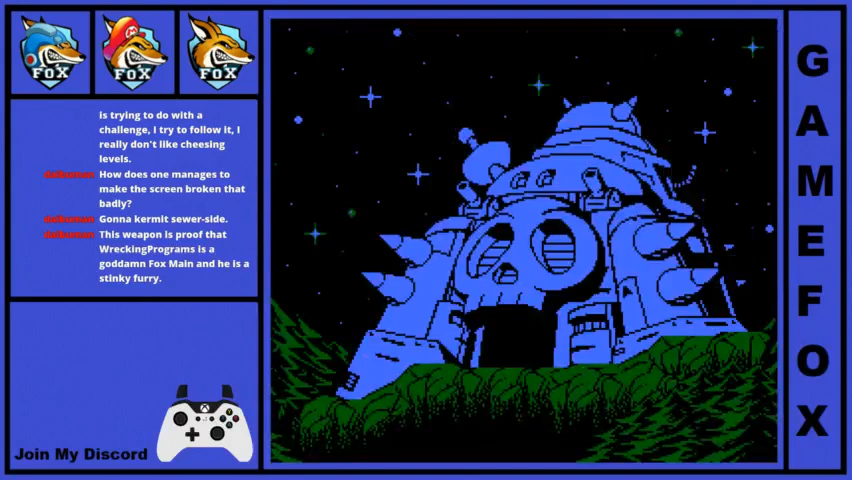 FOX
FOX
FOX
is trying to do with a
challenge, I try to follow it, I
really don't like cheesing
levels.
How does one manages to
make the screen broken that
badly?
Gonna kermit sewer-side.
This weapon is proof that
WreckingPrograms is a
goddamn Fox Main and he is a
stinky furry.
Join My Discord
G
A
M
E
F
O
X